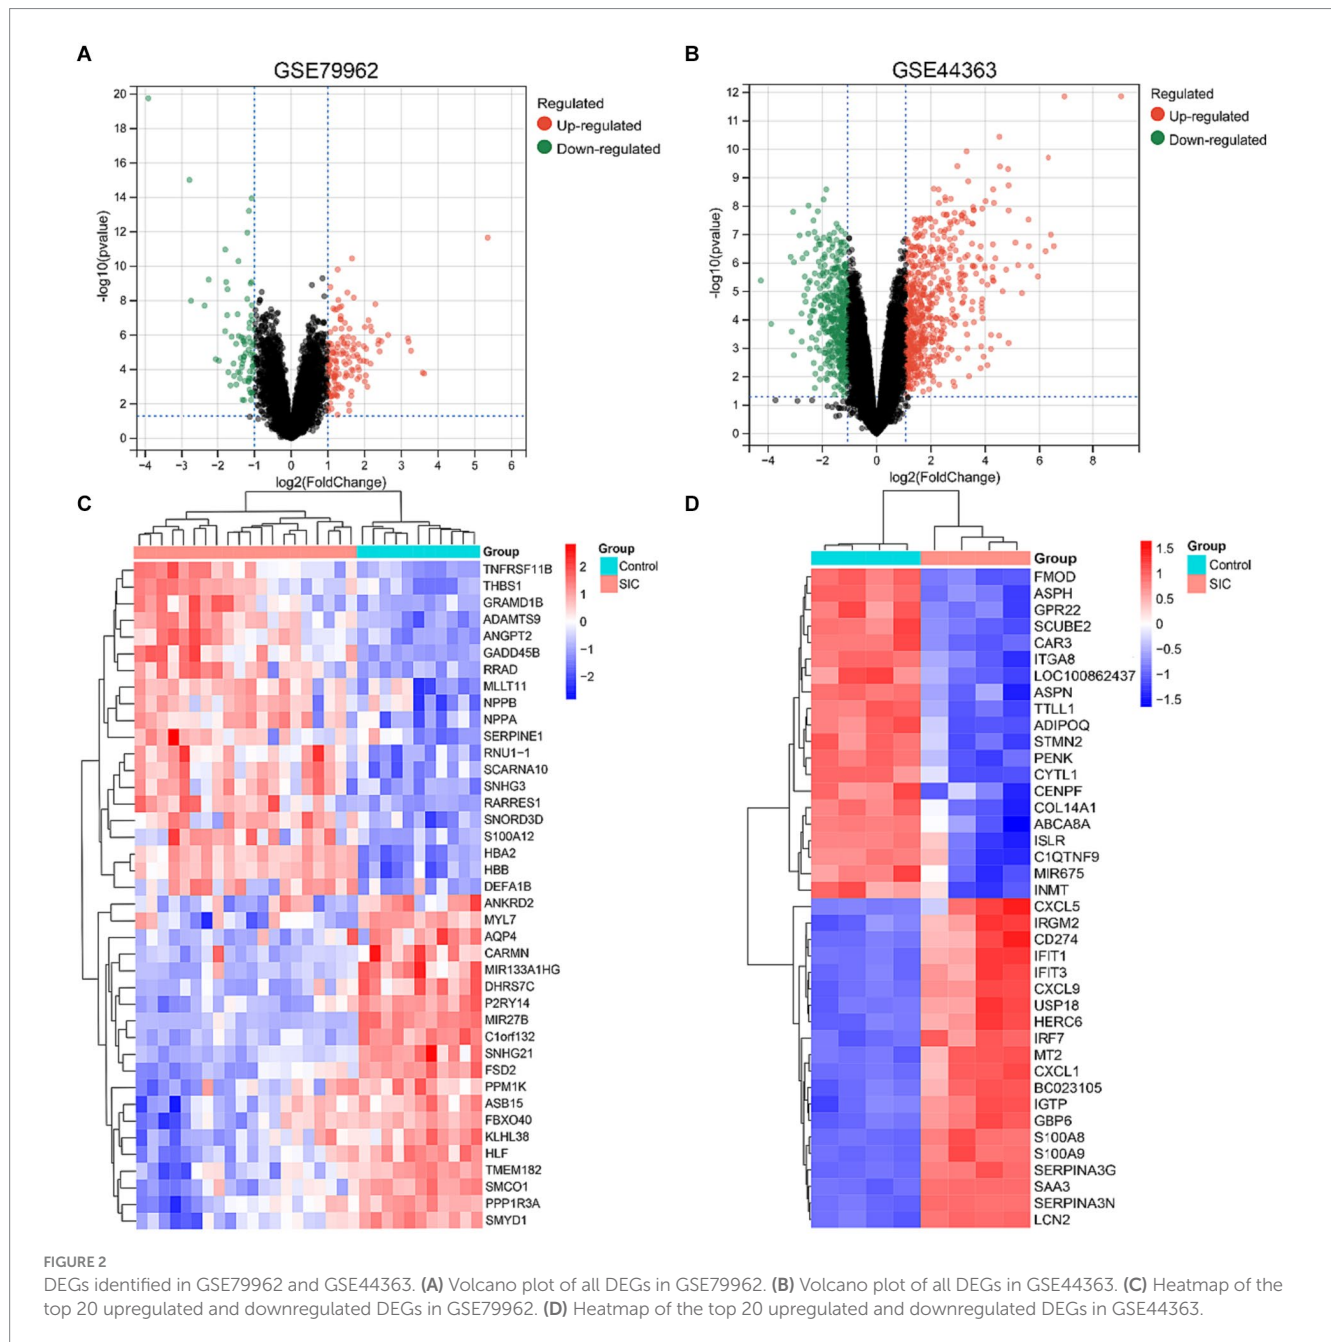 A
GSE79962
20
18
16
14
12
10
8
6
4
2
0
-log10(pvalue)
−4
−3
−2
−1
0
1
2
3
4
5
6
log2(FoldChange)
Regulated
Up-regulated
Down-regulated
B
GSE44363
12
11
10
9
8
7
6
5
4
3
2
1
0
-log10(pvalue)
−4
−2
0
2
4
6
8
log2(FoldChange)
Regulated
Up-regulated
Down-regulated
C
Group
TNFRSF11B
THBS1
GRAMD1B
ADAMTS9
ANGPT2
GADD45B
RRAD
MLLT11
NPPB
NPPA
SERPINE1
RNU1−1
SCARNA10
SNHG3
RARRES1
SNORD3D
S100A12
HBA2
HBB
DEFA1B
ANKRD2
MYL7
AQP4
CARMN
MIR133A1HG
DHRS7C
P2RY14
MIR27B
C1orf132
SNHG21
FSD2
PPM1K
ASB15
FBXO40
KLHL38
HLF
TMEM182
SMCO1
PPP1R3A
SMYD1
2
1
0
−1
−2
Group
Control
SIC
D
Group
FMOD
ASPH
GPR22
SCUBE2
CAR3
ITGA8
LOC100862437
ASPN
TTLL1
ADIPOQ
STMN2
PENK
CYTL1
CENPF
COL14A1
ABCA8A
ISLR
C1QTNF9
MIR675
INMT
CXCL5
IRGM2
CD274
IFIT1
IFIT3
CXCL9
USP18
HERC6
IRF7
MT2
CXCL1
BC023105
IGTP
GBP6
S100A8
S100A9
SERPINA3G
SAA3
SERPINA3N
LCN2
1.5
1
0.5
0
−0.5
−1
−1.5
Group
Control
SIC
FIGURE 2
DEGs identified in GSE79962 and GSE44363. (A) Volcano plot of all DEGs in GSE79962. (B) Volcano plot of all DEGs in GSE44363. (C) Heatmap of the
top 20 upregulated and downregulated DEGs in GSE79962. (D) Heatmap of the top 20 upregulated and downregulated DEGs in GSE44363.